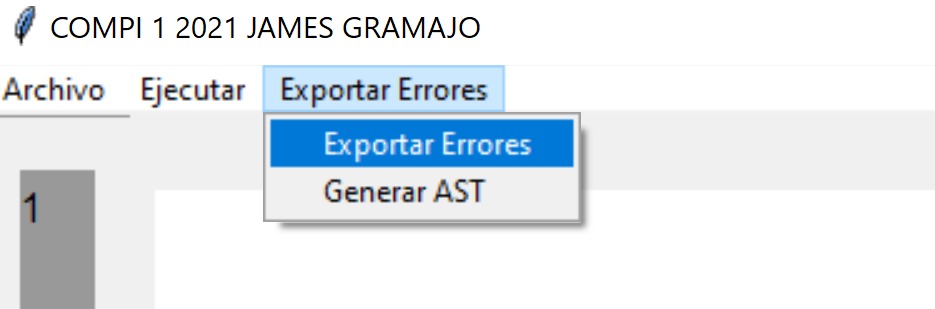 COMPI 1 2021 JAMES GRAMAJO
Archivo Ejecutar Exportar Errores
Exportar Errores
Generar AST
1